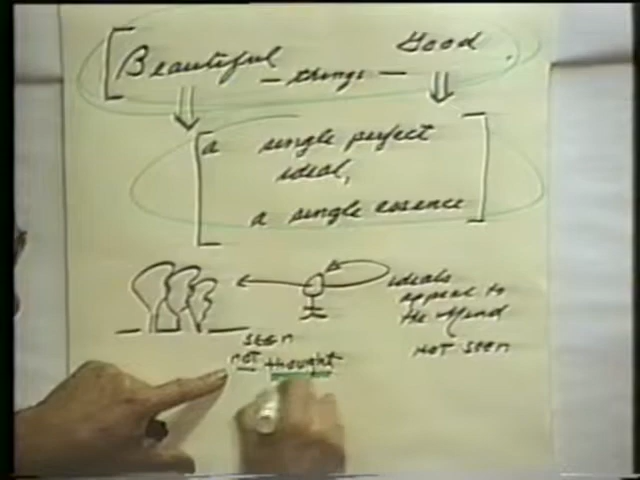 Beautiful Good
— things —
a single perfect
ideal,
a single essence
ideals
appeal to
the Mind
not seen
seen
not thought